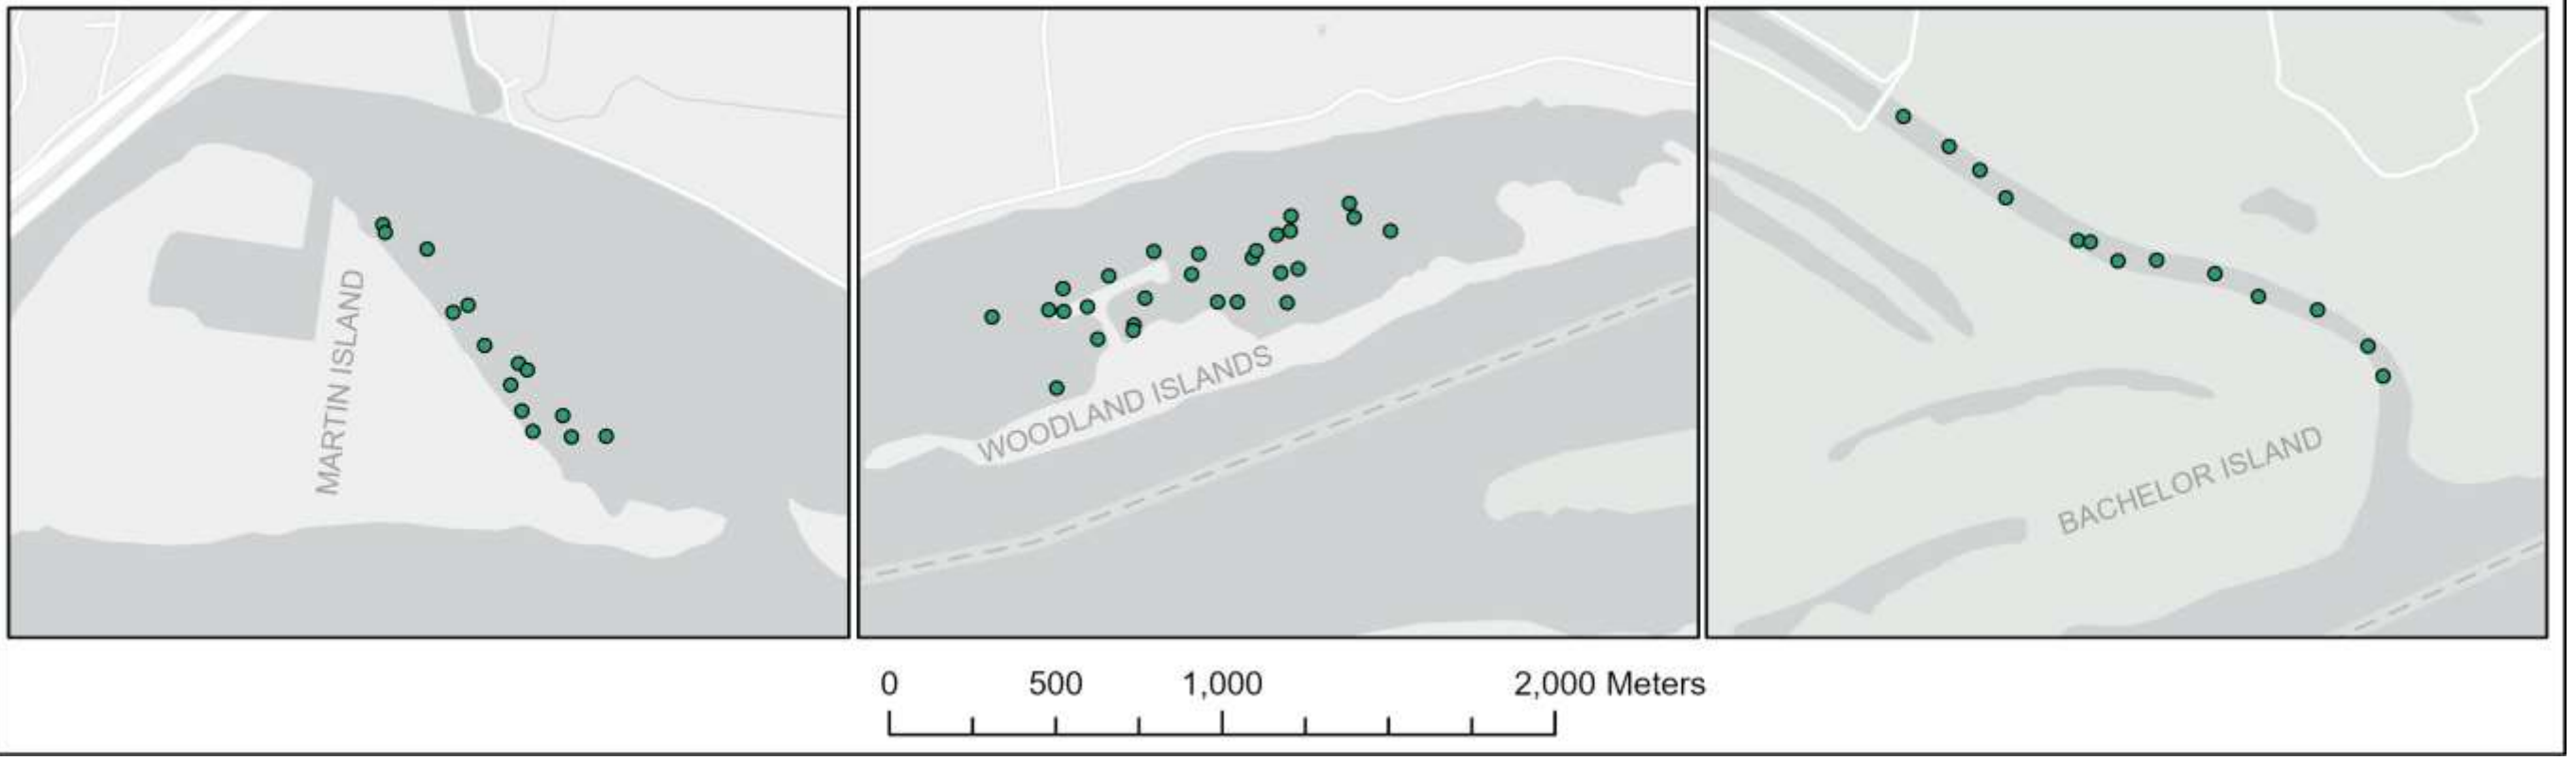 MARTIN ISLAND
WOODLAND ISLANDS
BACHELOR ISLAND
0 500 1,000 2,000 Meters